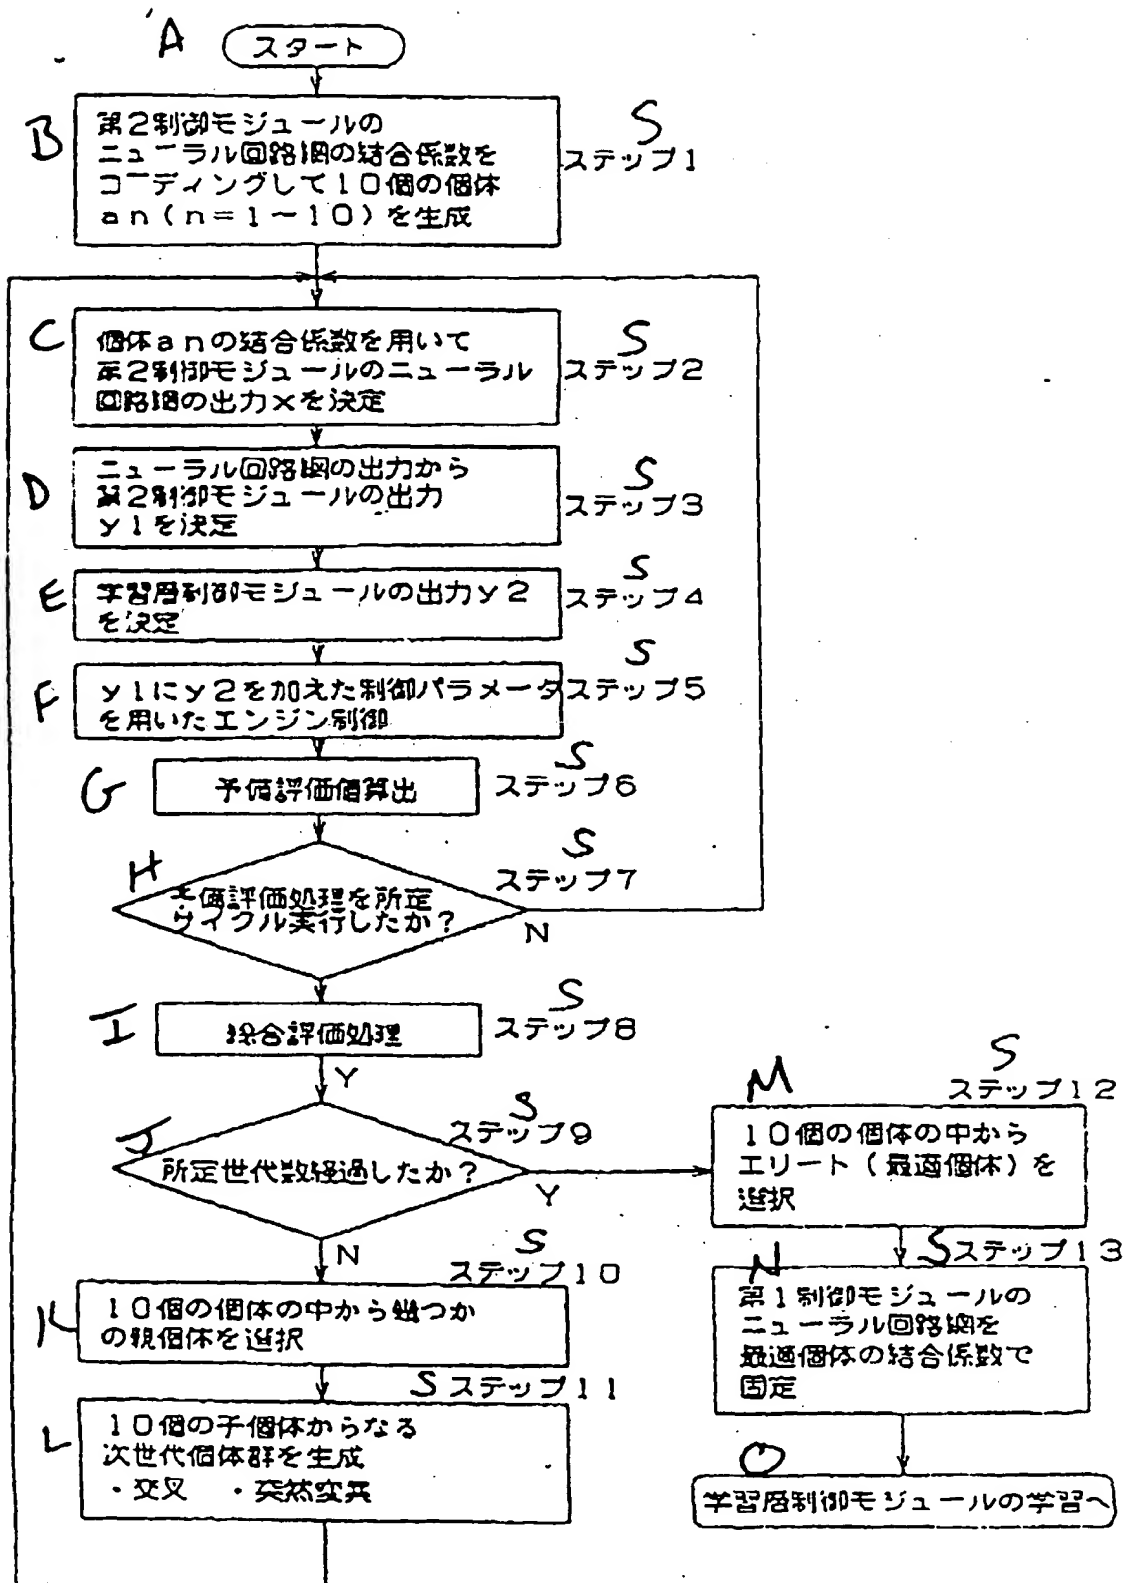 A スタート
B
第2制御モジュールの
ニューラル回路網の結合係数を
コーディングして10個の個体
an(n=1~10)を生成
S
ステップ1
C
個体anの結合係数を用いて
第2制御モジュールのニューラル
回路網の出力xを決定
S
ステップ2
D
ニューラル回路網の出力から
第2制御モジュールの出力
y1を決定
S
ステップ3
E
学習層制御モジュールの出力y2
を決定
S
ステップ4
F
y1にy2を加えた制御パラメータ
を用いたエンジン制御
S
ステップ5
G
予備評価値算出
S
ステップ6
H
予備評価処理を所定
サイクル実行したか?
S
ステップ7
N
I
総合評価処理
S
ステップ8
Y
J
所定世代数経過したか?
S
ステップ9
Y
N
K
10個の個体の中から幾つか
の親個体を選択
S
ステップ10
L
10個の子個体からなる
次世代個体群を生成
・交叉 ・突然変異
S ステップ11
M
10個の個体の中から
エリート(最適個体)を
選択
S
ステップ12
N
第1制御モジュールの
ニューラル回路網を
最適個体の結合係数で
固定
S ステップ13
O
学習層制御モジュールの学習へ